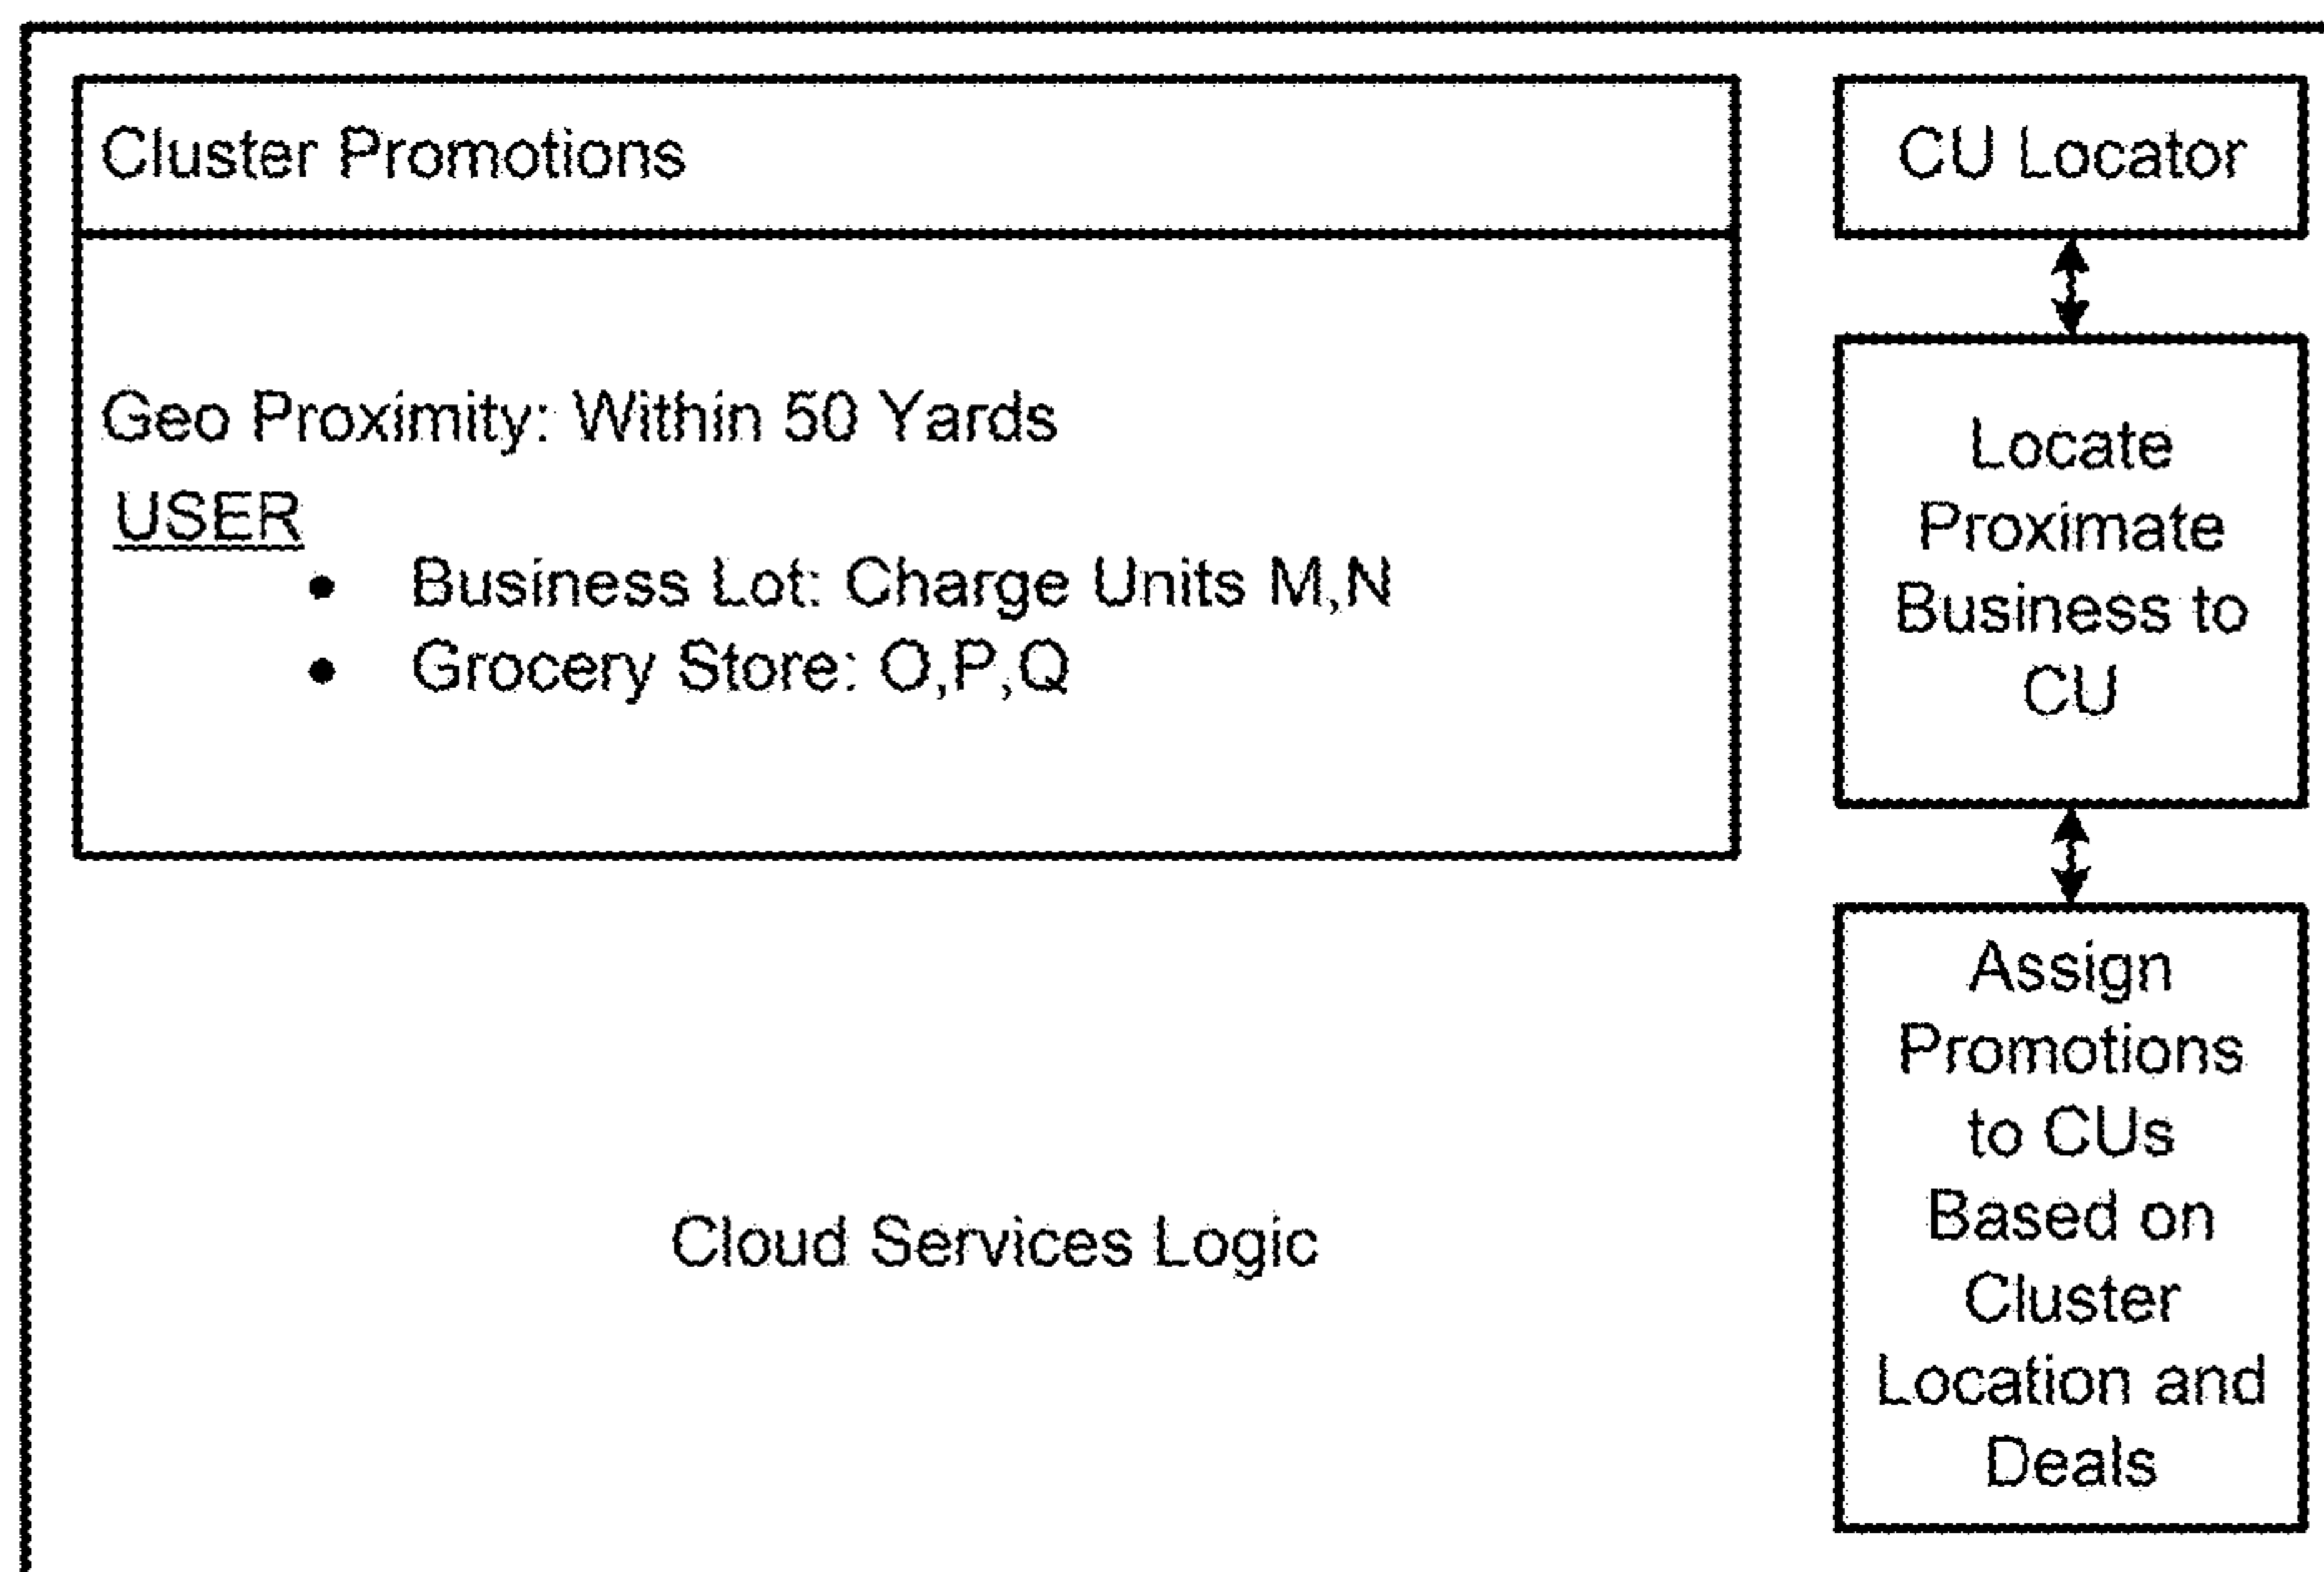 Cluster Promotions
Geo Proximity: Within 50 Yards
USER
• Business Lot: Charge Units M,N
• Grocery Store: O,P,Q
Cloud Services Logic
CU Locator
Locate
Proximate
Business to
CU
Assign
Promotions
to CUs
Based on
Cluster
Location and
Deals